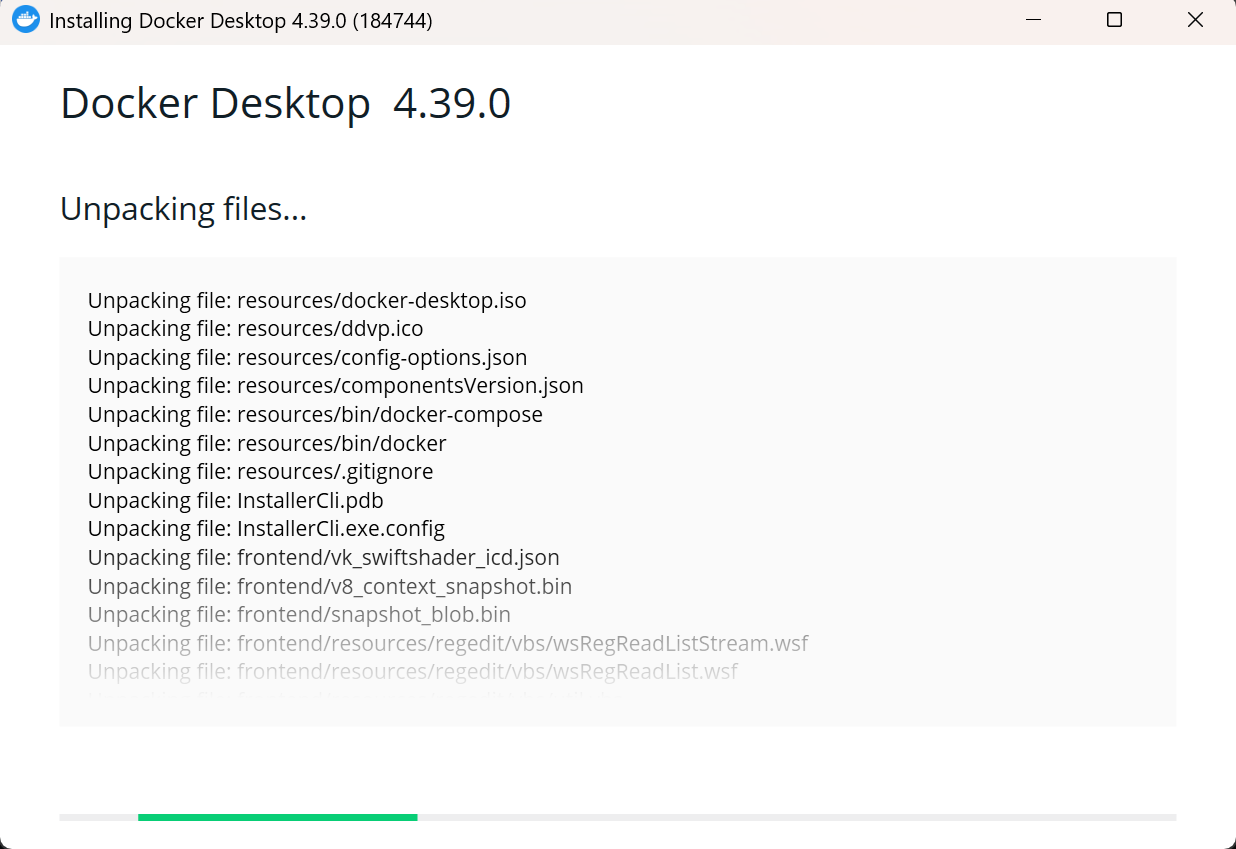 Installing Docker Desktop 4.39.0 (184744)
Docker Desktop 4.39.0
Unpacking files...
Unpacking file: resources/docker-desktop.iso
Unpacking file: resources/ddvp.ico
Unpacking file: resources/config-options.json
Unpacking file: resources/componentsVersion.json
Unpacking file: resources/bin/docker-compose
Unpacking file: resources/bin/docker
Unpacking file: resources/.gitignore
Unpacking file: InstallerCli.pdb
Unpacking file: InstallerCli.exe.config
Unpacking file: frontend/vk_swiftshader_icd.json
Unpacking file: frontend/v8_context_snapshot.bin
Unpacking file: frontend/snapshot_blob.bin
Unpacking file: frontend/resources/regedit/vbs/wsRegReadListStream.wsf
Unpacking file: frontend/resources/regedit/vbs/wsRegReadList.wsf